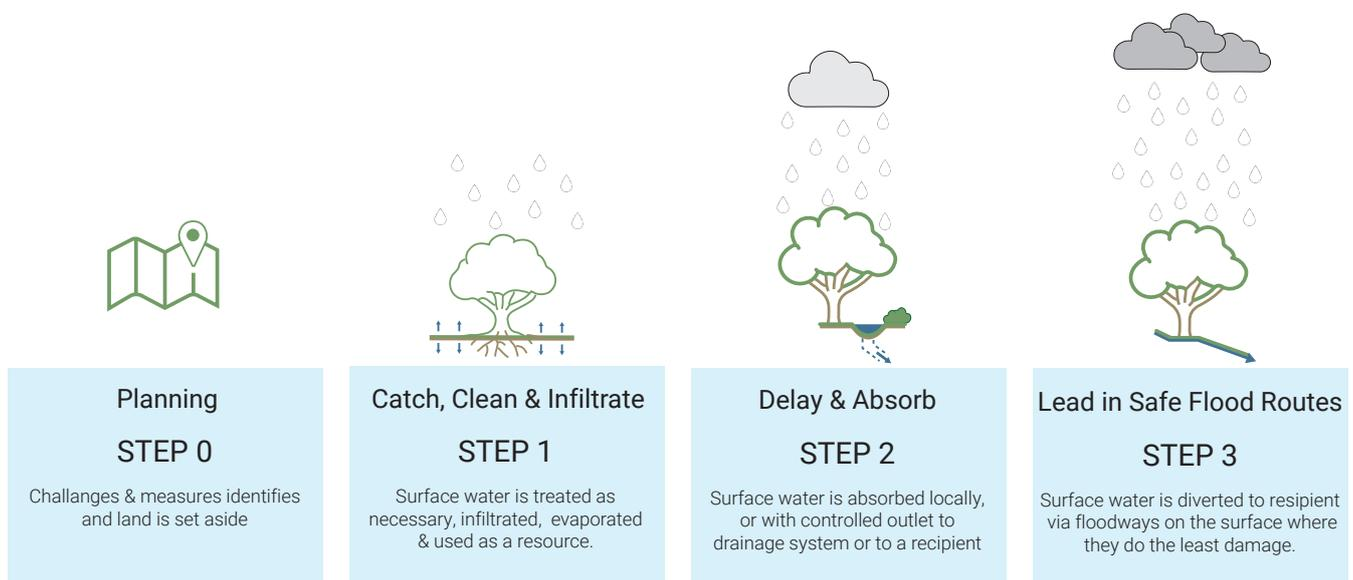 Planning
STEP 0
Challanges & measures identifies
and land is set aside
Catch, Clean & Infiltrate
STEP 1
Surface water is treated as
necessary, infiltrated, evaporated
& used as a resource.
Delay & Absorb
STEP 2
Surface water is absorbed locally,
or with controlled outlet to
drainage system or to a recipient
Lead in Safe Flood Routes
STEP 3
Surface water is diverted to resipient
via floodways on the surface where
they do the least damage.